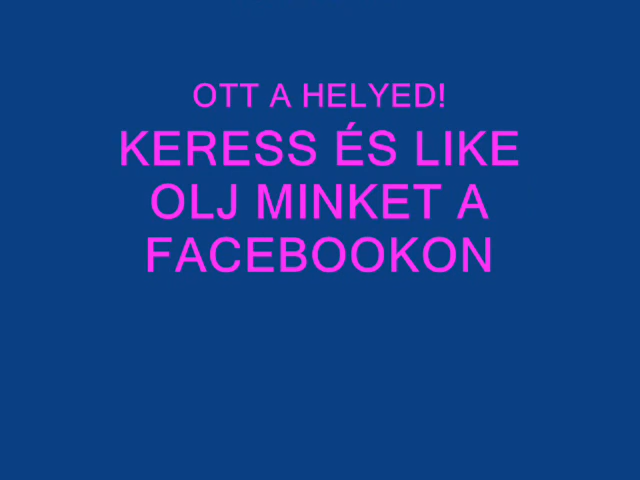 OTT A HELYED!
KERESS ÉS LIKE
OLJ MINKET A
FACEBOOKON